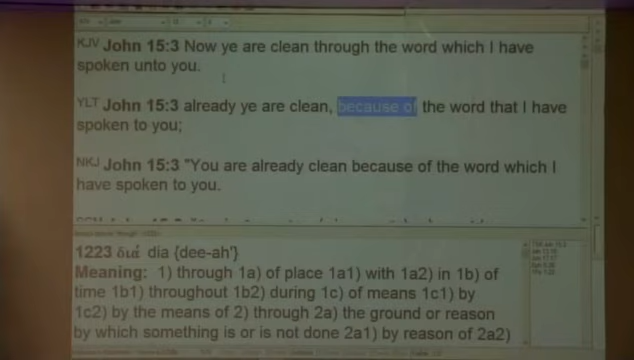 KJV John 15:3 Now ye are clean through the word which I have
spoken unto you.
YLT John 15:3 already ye are clean, because of the word that I have
spoken to you;
NKJ John 15:3 "You are already clean because of the word which I
have spoken to you.
1223 διά dia {dee-ah'}
Meaning: 1) through 1a) of place 1a1) with 1a2) in 1b) of
time 1b1) throughout 1b2) during 1c) of means 1c1) by
1c2) by the means of 2) through 2a) the ground or reason
by which something is or is not done 2a1) by reason of 2a2)